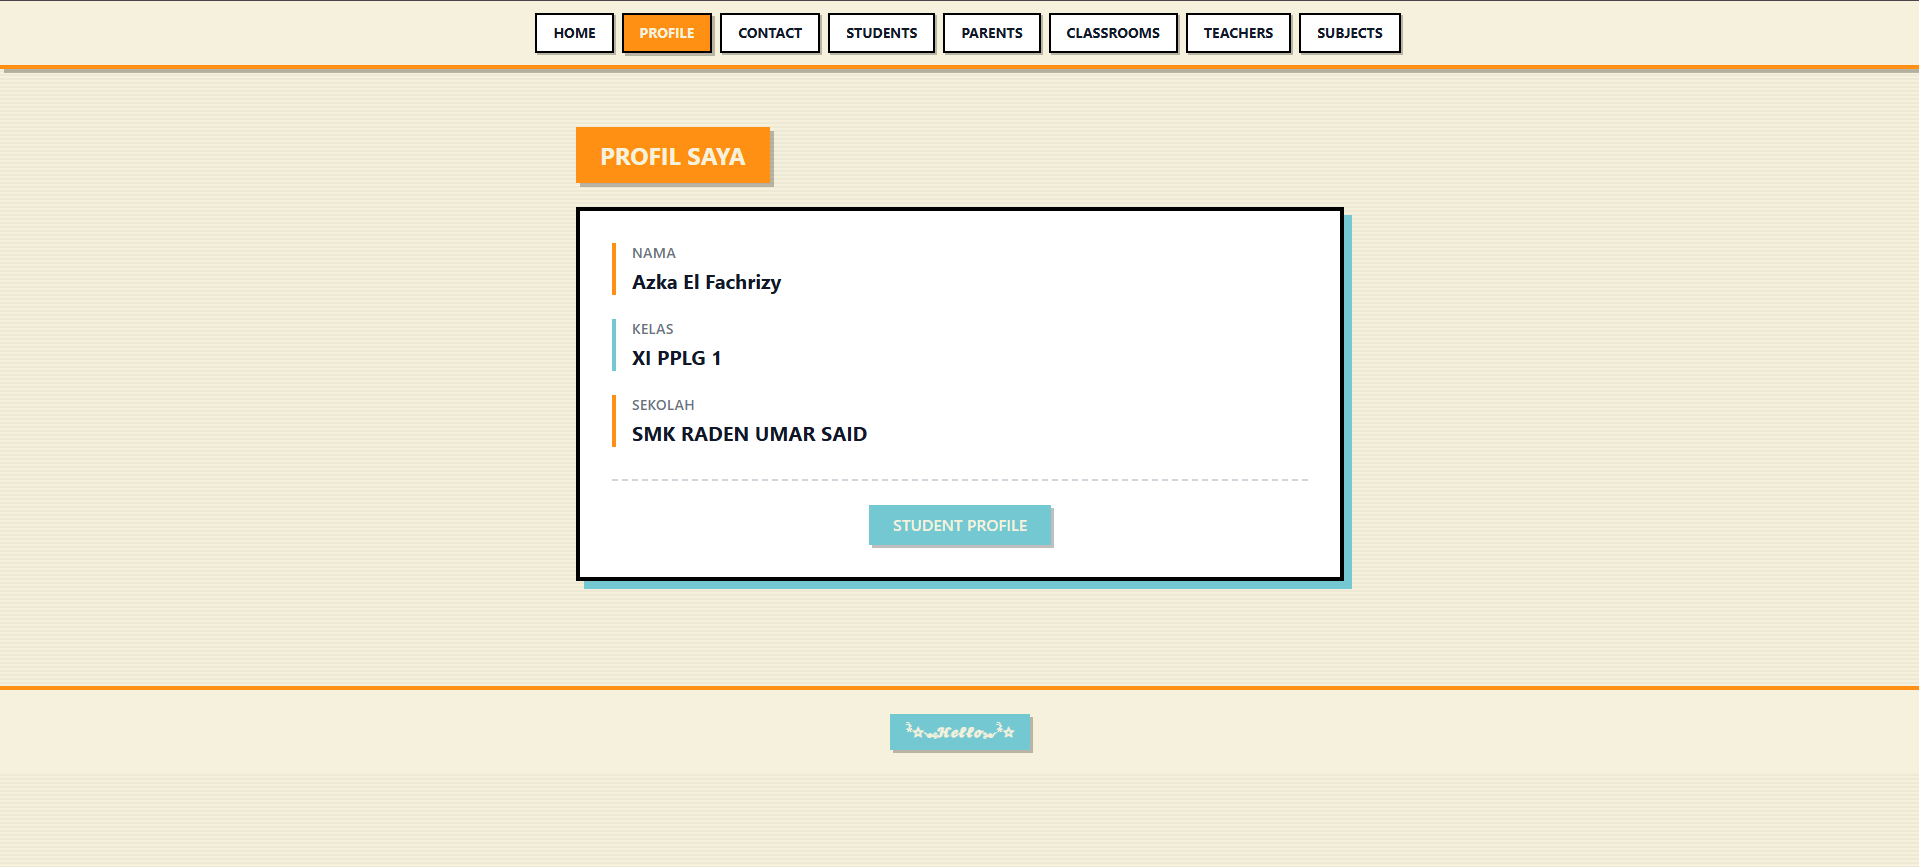 HOME PROFILE CONTACT STUDENTS PARENTS CLASSROOMS TEACHERS SUBJECTS
PROFIL SAYA
NAMA
Azka El Fachrizy
KELAS
XI PPLG 1
SEKOLAH
SMK RADEN UMAR SAID
STUDENT PROFILE
Hello